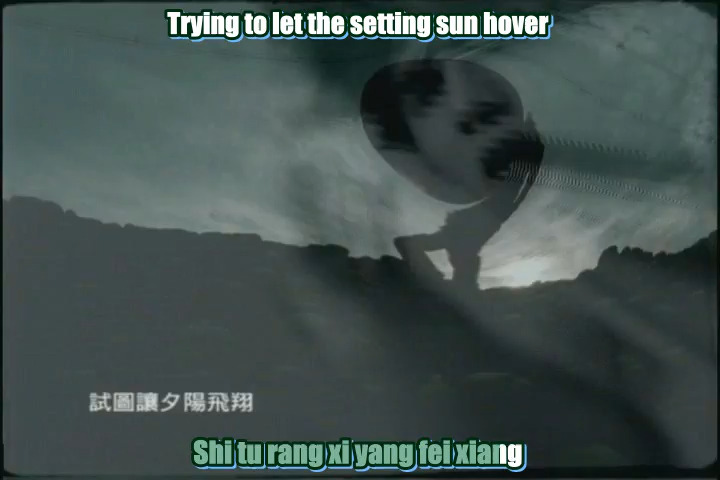 Trying to let the setting sun hover
試圖讓夕陽飛翔
Shi tu rang xi yang fei xiang